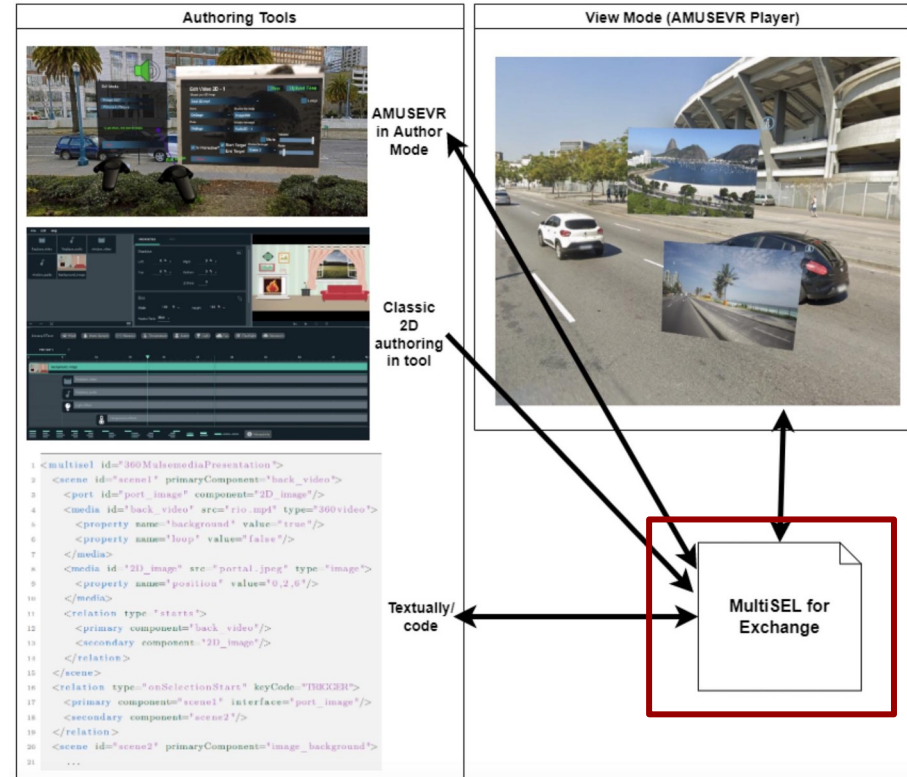 Authoring Tools
View Mode (AMUSEVR Player)
AMUSEVR
in Author
Mode
Classic
2D
authoring
in tool
Textually/
code
1 <multisel id="360MulsemediaPresentation">
2 <scene id="scene1" primaryComponent="back_video">
3 <port id="port_image" component="2D_image"/>
4 <media id="back_video" src="rio.mp4" type="360video">
5 <property name="background" value="true"/>
6 <property name="loop" value="false"/>
7 </media>
8 <media id="2D_image" src="portal.jpeg" type="image">
9 <property name="position" value="0,2,6"/>
10 </media>
11 <relation type="starts">
12 <primary component="back_video"/>
13 <secondary component="2D_image"/>
14 </relation>
15 </scene>
16 <relation type="onSelectionStart" keyCode="TRIGGER">
17 <primary component="scene1" interface="port_image"/>
18 <secondary component="scene2"/>
19 </relation>
20 <scene id="scene2" primaryComponent="image_background">
21 ...
MultiSEL for
Exchange